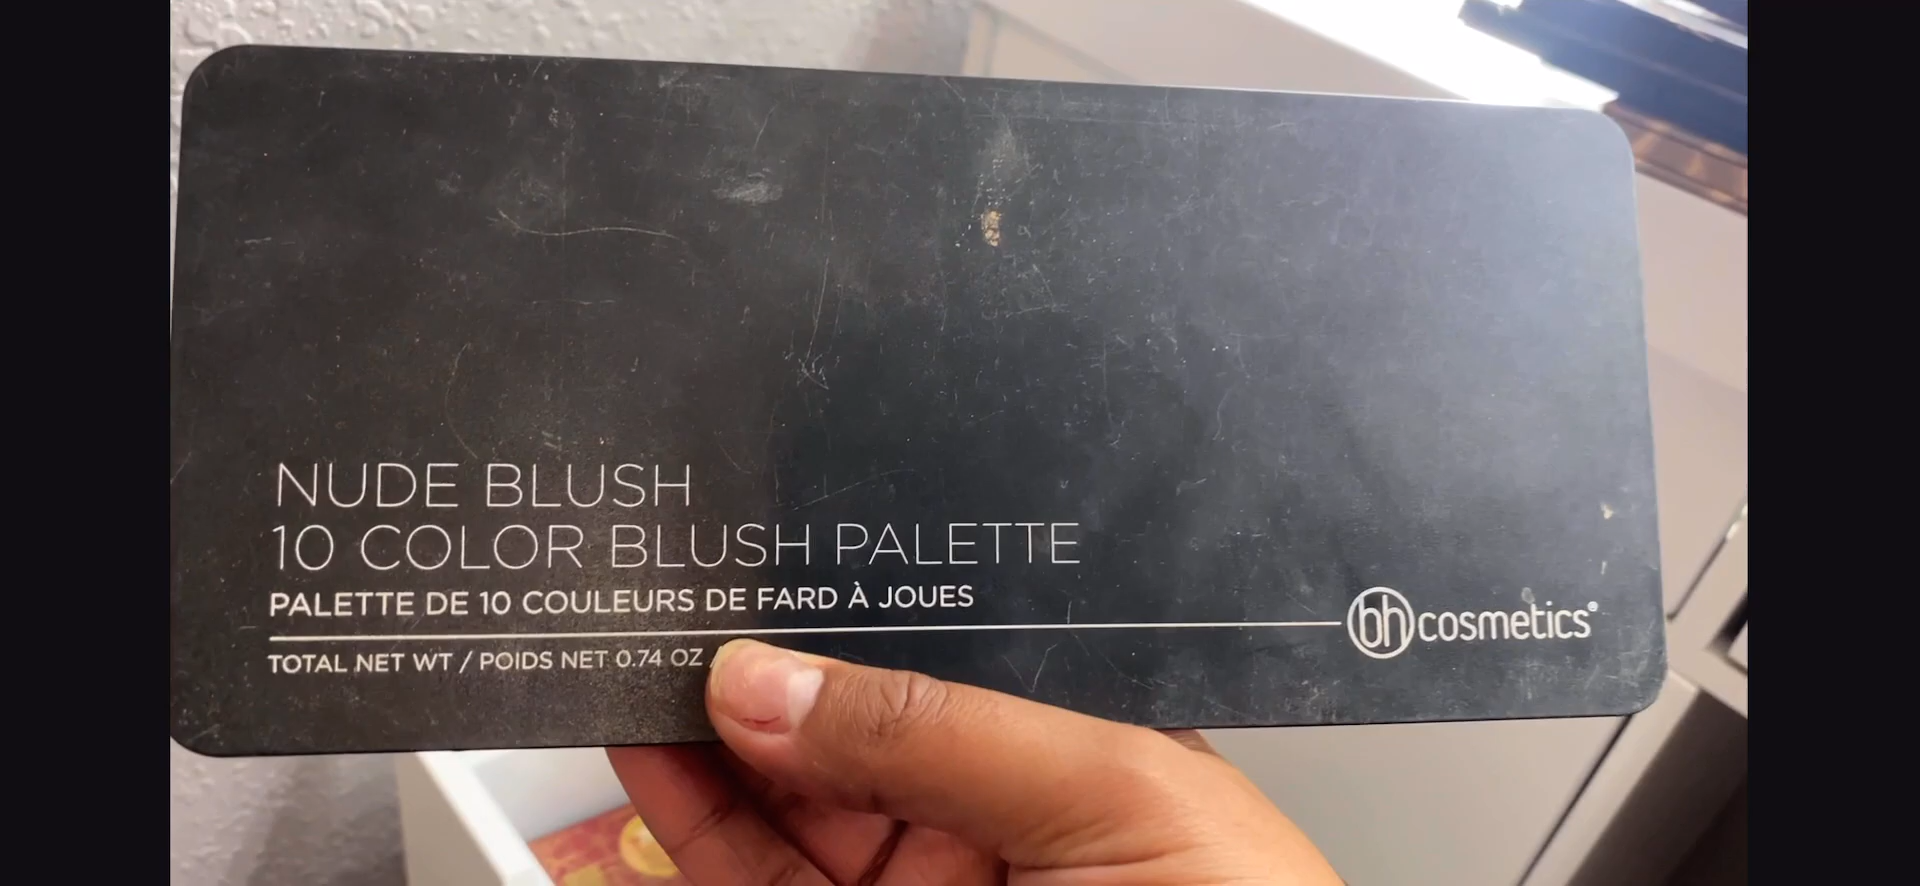 NUDE BLUSH
10 COLOR BLUSH PALETTE
PALETTE DE 10 COULEURS DE FARD À JOUES
bh cosmetics®
TOTAL NET WT / POIDS NET 0.74 OZ /